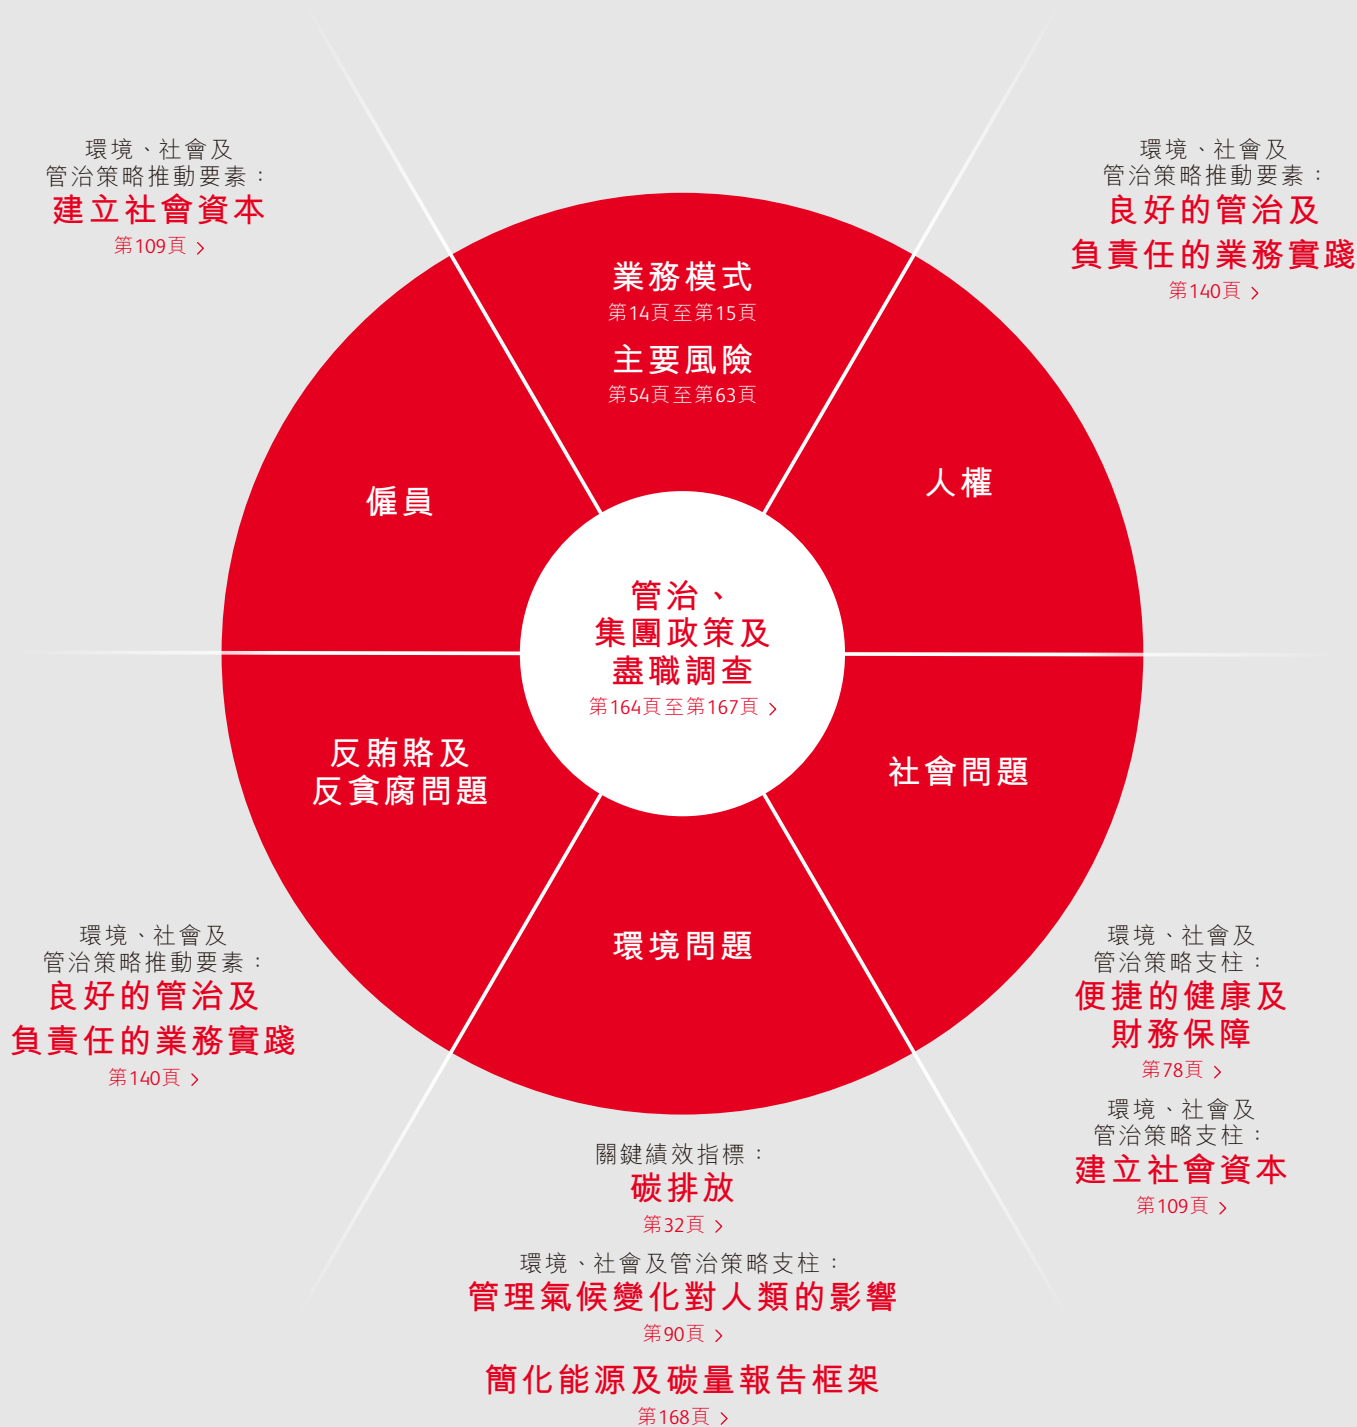 環境、社會及
管治策略推動要素：
建立社會資本
第109頁 >
環境、社會及
管治策略推動要素：
良好的管治及
負責任的業務實踐
第140頁 >
業務模式
第14頁至第15頁
主要風險
第54頁至第63頁
僱員
人權
管治、
集團政策及
盡職調查
第164頁至第167頁 >
反賄賂及
反貪腐問題
社會問題
環境問題
環境、社會及
管治策略推動要素：
良好的管治及
負責任的業務實踐
第140頁 >
環境、社會及
管治策略支柱：
便捷的健康及
財務保障
第78頁 >
環境、社會及
管治策略支柱：
建立社會資本
第109頁 >
關鍵績效指標：
碳排放
第32頁 >
環境、社會及管治策略支柱：
管理氣候變化對人類的影響
第90頁 >
簡化能源及碳量報告框架
第168頁 >